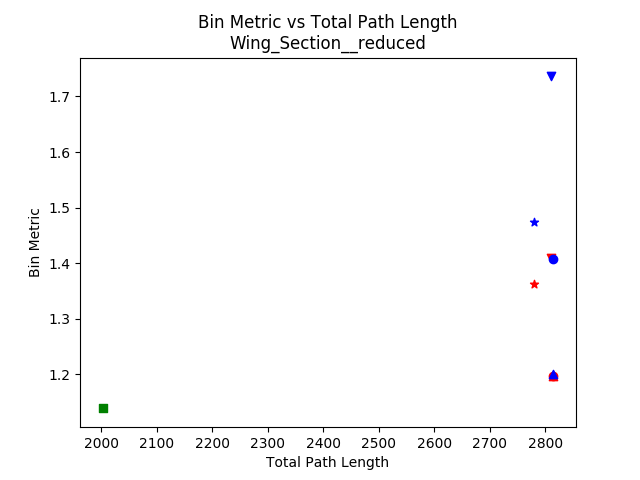 Bin Metric vs Total Path Length
Wing_Section__reduced
1.7
1.6
1.5
1.4
1.3
1.2
Bin Metric
2000 2100 2200 2300 2400 2500 2600 2700 2800
Total Path Length